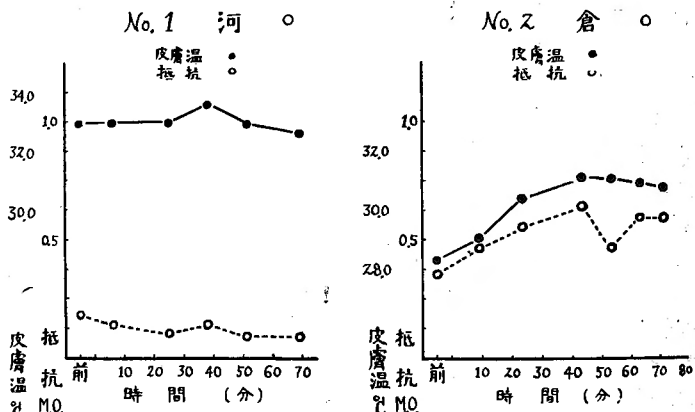 No. 1 河 ○
皮膚温 ●
抵抗 ○
34.0
1.0
32.0
30.0
0.5
皮膚温 °C
抵抗 M.O.
前 10 20 30 40 50 60 70
時間 (分)
No. 2 倉 ○
皮膚温 ●
抵抗 ○
1.0
32.0
30.0
0.5
28.0
皮膚温 °C
抵抗 M.O.
前 10 20 30 40 50 60 70 80
時間 (分)